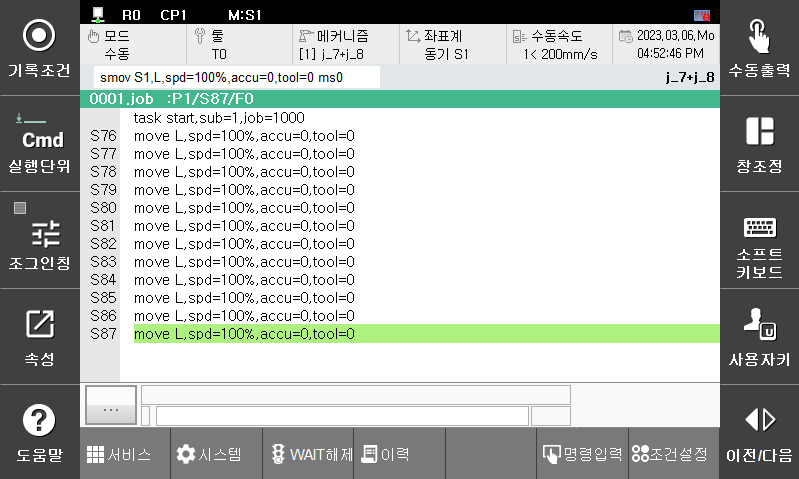 R0 CP1 M:S1
모드
수동
툴
T0
메커니즘
[1] j_7+j_8
좌표계
동기 S1
수동속도
1< 200mm/s
2023,03,06,Mo
04:52:46 PM
smov S1,L,spd=100%,accu=0,tool=0 ms0
j_7+j_8
0001.job :P1/S87/F0
task start,sub=1,job=1000
S76 move L,spd=100%,accu=0,tool=0
S77 move L,spd=100%,accu=0,tool=0
S78 move L,spd=100%,accu=0,tool=0
S79 move L,spd=100%,accu=0,tool=0
S80 move L,spd=100%,accu=0,tool=0
S81 move L,spd=100%,accu=0,tool=0
S82 move L,spd=100%,accu=0,tool=0
S83 move L,spd=100%,accu=0,tool=0
S84 move L,spd=100%,accu=0,tool=0
S85 move L,spd=100%,accu=0,tool=0
S86 move L,spd=100%,accu=0,tool=0
S87 move L,spd=100%,accu=0,tool=0
...
기록조건
Cmd
실행단위
조그인칭
속성
?
도움말
수동출력
창조정
소프트
키보드
u
사용자키
이전/다음
서비스
시스템
WAIT해제
이력
명령입력
조건설정